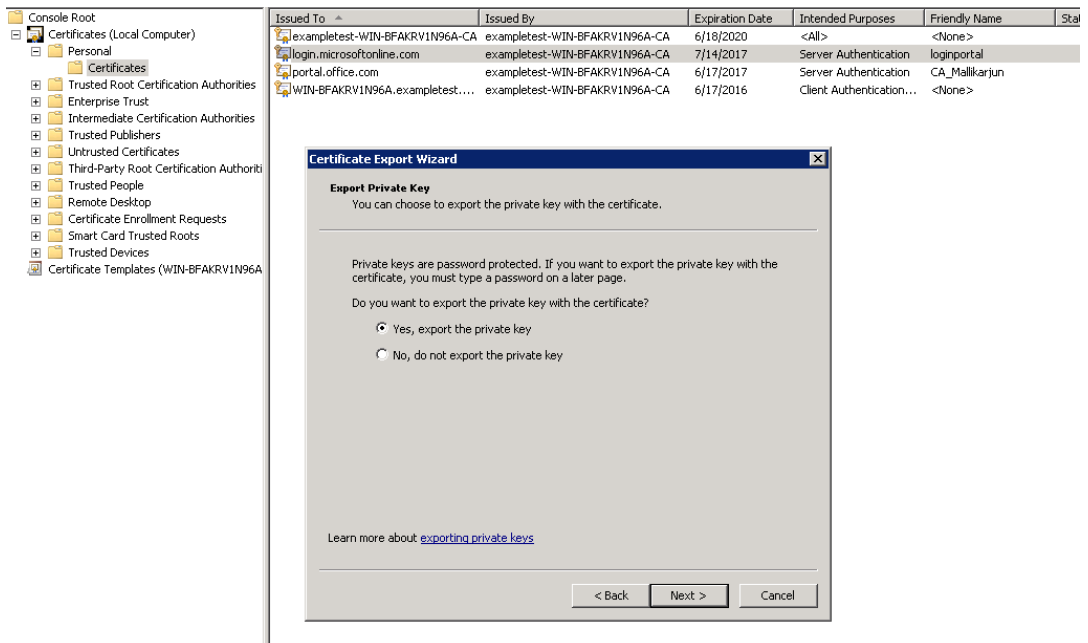 Console Root
Certificates (Local Computer)
Personal
Certificates
Trusted Root Certification Authorities
Enterprise Trust
Intermediate Certification Authorities
Trusted Publishers
Untrusted Certificates
Third-Party Root Certification Authoriti
Trusted People
Remote Desktop
Certificate Enrollment Requests
Smart Card Trusted Roots
Trusted Devices
Certificate Templates (WIN-BFAKRV1N96A
Issued To Issued By Expiration Date Intended Purposes Friendly Name Stat
exampletest-WIN-BFAKRV1N96A-CA exampletest-WIN-BFAKRV1N96A-CA 6/18/2020 <All> <None>
login.microsoftonline.com exampletest-WIN-BFAKRV1N96A-CA 7/14/2017 Server Authentication loginportal
portal.office.com exampletest-WIN-BFAKRV1N96A-CA 6/17/2017 Server Authentication CA_Mallikarjun
WIN-BFAKRV1N96A.exampletest.... exampletest-WIN-BFAKRV1N96A-CA 6/17/2016 Client Authentication... <None>
Certificate Export Wizard
Export Private Key
You can choose to export the private key with the certificate.
Private keys are password protected. If you want to export the private key with the
certificate, you must type a password on a later page.
Do you want to export the private key with the certificate?
Yes, export the private key
No, do not export the private key
Learn more about exporting private keys
< Back Next > Cancel